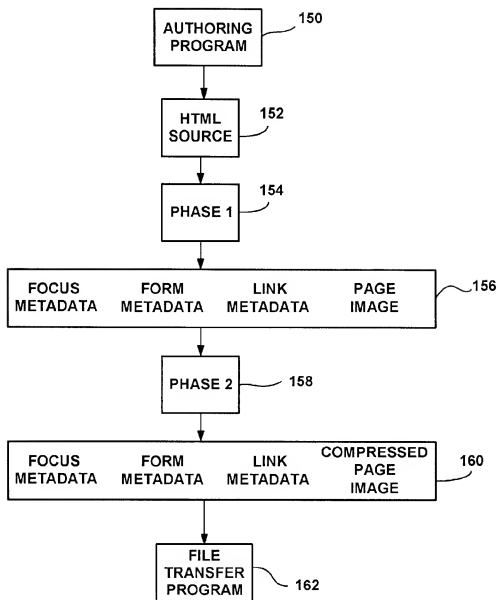 AUTHORING
PROGRAM
150
HTML
SOURCE
152
PHASE 1
154
FOCUS METADATA
FORM METADATA
LINK METADATA
PAGE IMAGE
156
PHASE 2
158
FOCUS METADATA
FORM METADATA
LINK METADATA
COMPRESSED PAGE IMAGE
160
FILE
TRANSFER
PROGRAM
162